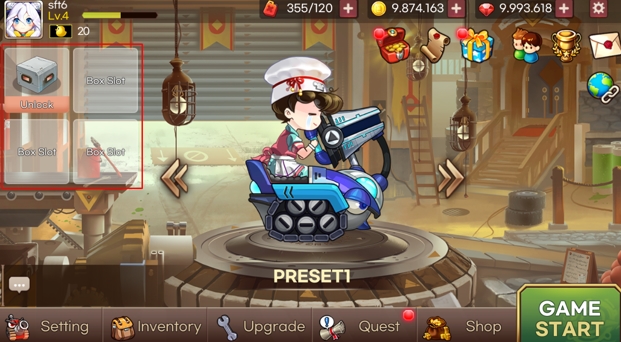 sft6
Lv.4
20
355/120
9.874.163
9.993.618
Unlock
Box Slot
Box Slot
Box Slot
PRESET1
Setting
Inventory
Upgrade
Quest
Shop
GAME
START